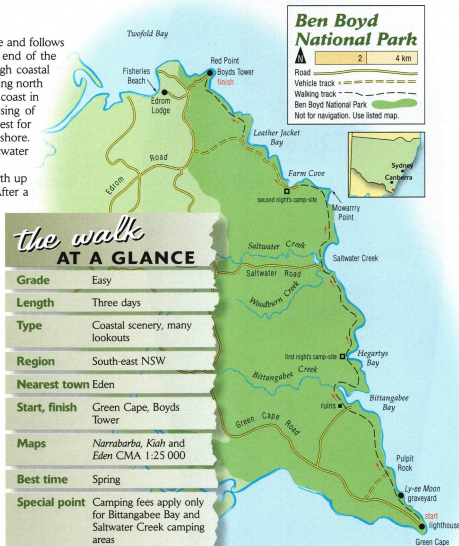 e and follows
end of the
gh coastal
ing north
coast in
sing of
est for
shore.
twater
th up
After a
the walk
AT A GLANCE
Grade Easy
Length Three days
Type Coastal scenery, many
lookouts
Region South-east NSW
Nearest town Eden
Start, finish Green Cape, Boyds
Tower
Maps Narrabarba, Kiah and
Eden CMA 1:25 000
Best time Spring
Special point Camping fees apply only
for Bittangabee Bay and
Saltwater Creek camping
areas
Ben Boyd
National Park
N
2 4 km
Road
Vehicle track
Walking track
Ben Boyd National Park
Not for navigation. Use listed map.
Sydney
Canberra
Twofold Bay
Red Point
Boyds Tower
finish
Fisheries
Beach
Edrom
Lodge
Leather Jacket
Bay
Edrom Road
Farm Cove
second night's camp-site
Mowarry
Point
Saltwater Creek
Saltwater Creek
Saltwater Road
Woodburn Creek
first night's camp-site
Hegartys
Bay
Bittangabee Creek
Bittangabee
Bay
ruins
Green Cape Road
Pulpit
Rock
Ly-ee Moon
graveyard
start
lighthouse
Green Cape